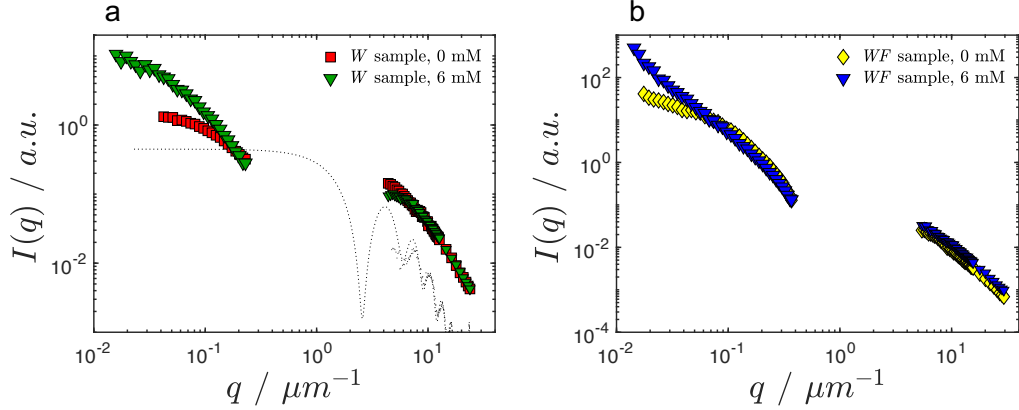 a
I(q) / a.u.
10^0
10^-2
W sample, 0 mM
W sample, 6 mM
10^-2 10^-1 10^0 10^1
q / μm^-1
b
I(q) / a.u.
10^2
10^0
10^-2
10^-4
WF sample, 0 mM
WF sample, 6 mM
10^-2 10^-1 10^0 10^1
q / μm^-1